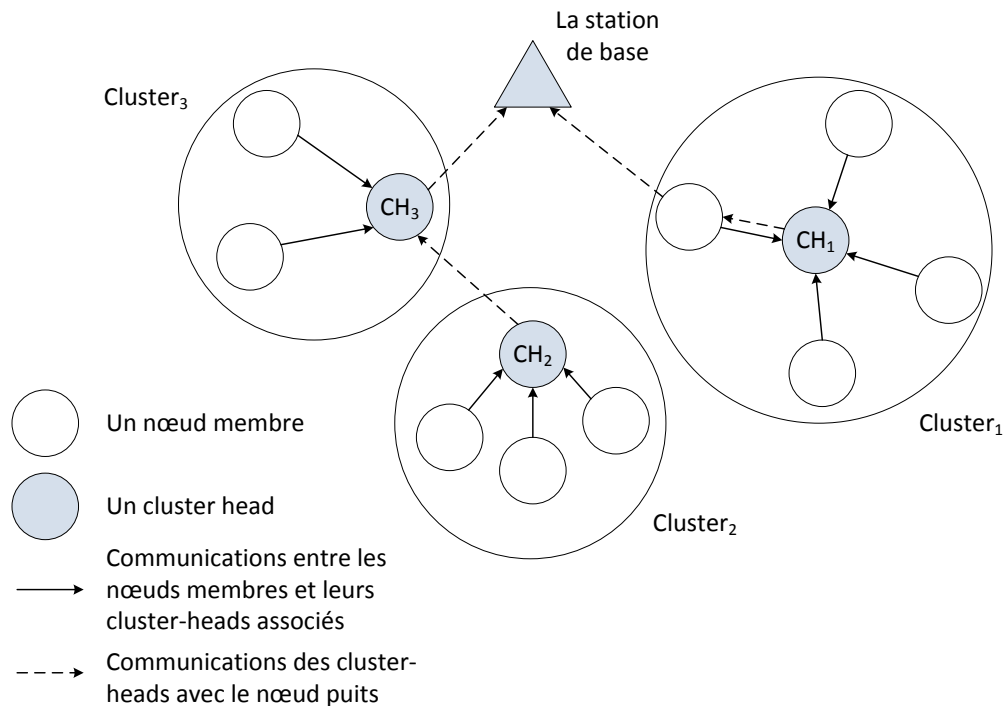 La station
de base
Cluster₃
CH₃
CH₁
CH₂
Cluster₁
Cluster₂
Un nœud membre
Un cluster head
Communications entre les
nœuds membres et leurs
cluster-heads associés
Communications des cluster-
heads avec le nœud puits